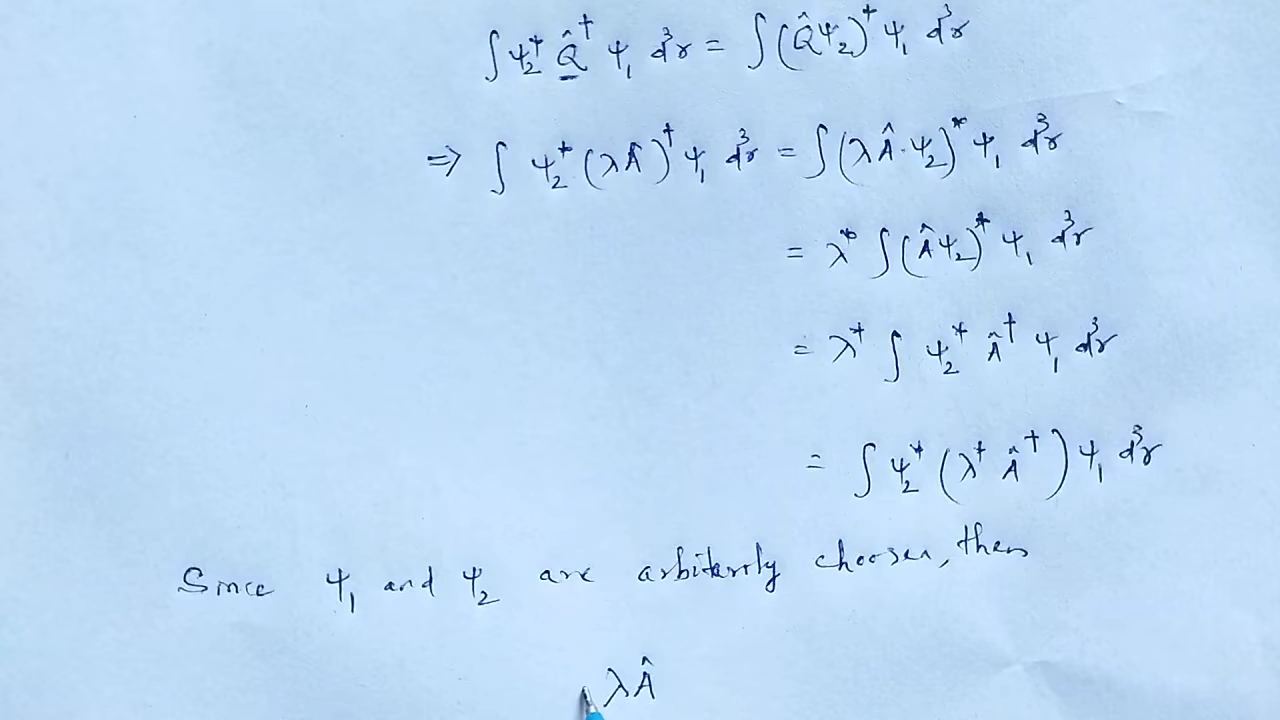 ∫ψ₂* Q̂† ψ₁ d³r = ∫(Q̂ψ₂)* ψ₁ d³r
⇒ ∫ ψ₂* (λÂ)† ψ₁ d³r = ∫(λÂ·ψ₂)* ψ₁ d³r
= λ* ∫(Âψ₂)* ψ₁ d³r
= λ* ∫ ψ₂* Â† ψ₁ d³r
= ∫ ψ₂* (λ* Â†) ψ₁ d³r
Since ψ₁ and ψ₂ are arbiterrly choosen, then
λÂ